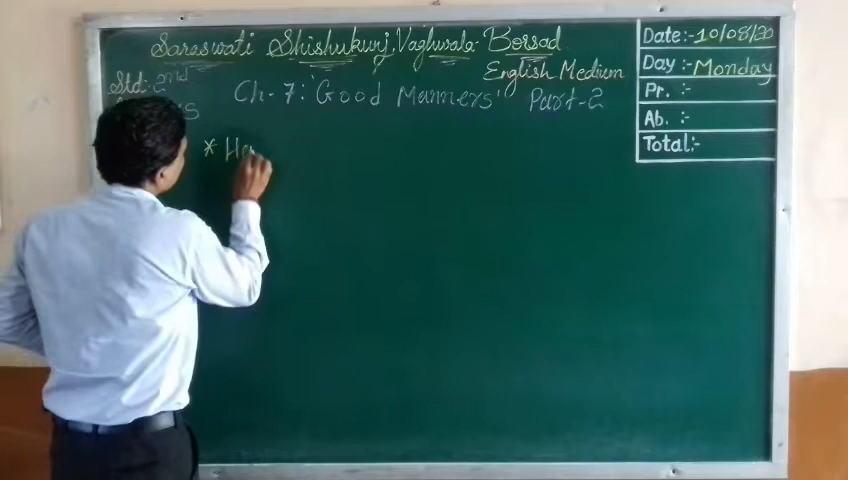 Saraswati Shishukunj, Vaghwala-Borsad
English Medium
Std-2nd
Ch-7: 'Good Manners' Part-2
* Ho
Date:-10/08/20
Day :-Monday
Pr. :-
Ab. :-
Total:-